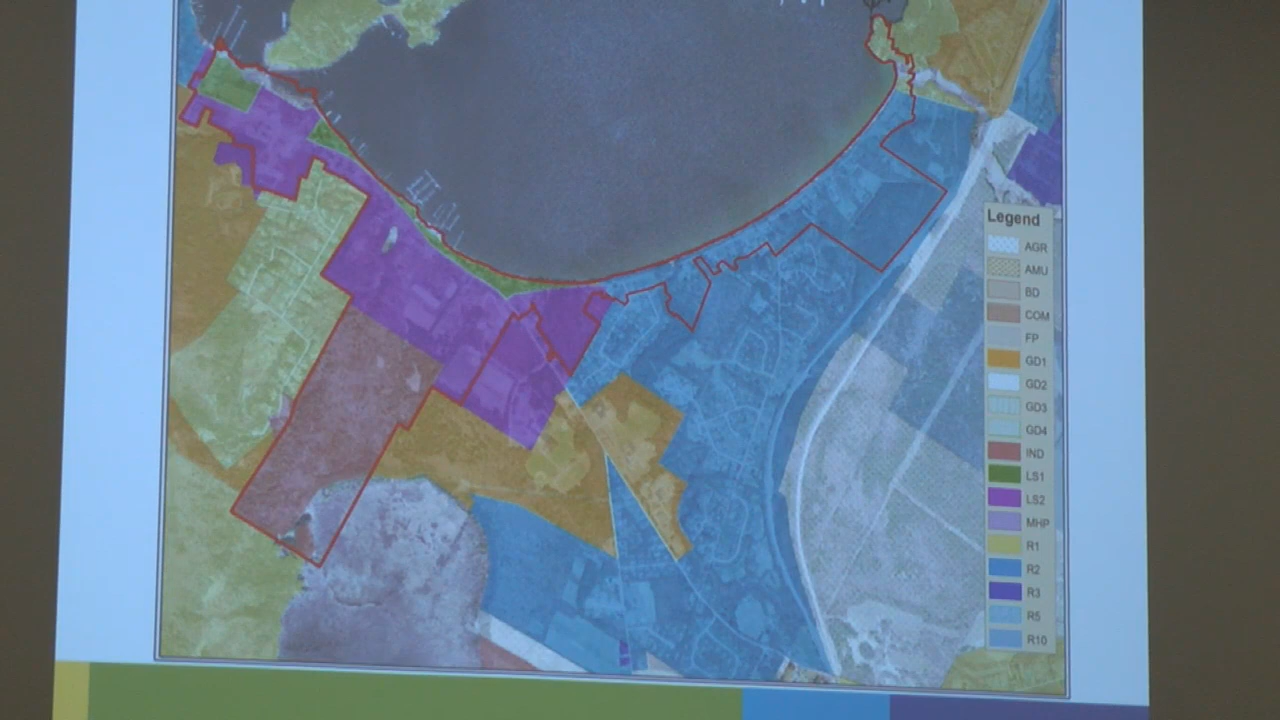 Legend
AGR
AMU
BD
COM
FP
GD1
GD2
GD3
GD4
IND
LS1
LS2
MHP
R1
R2
R3
R5
R10